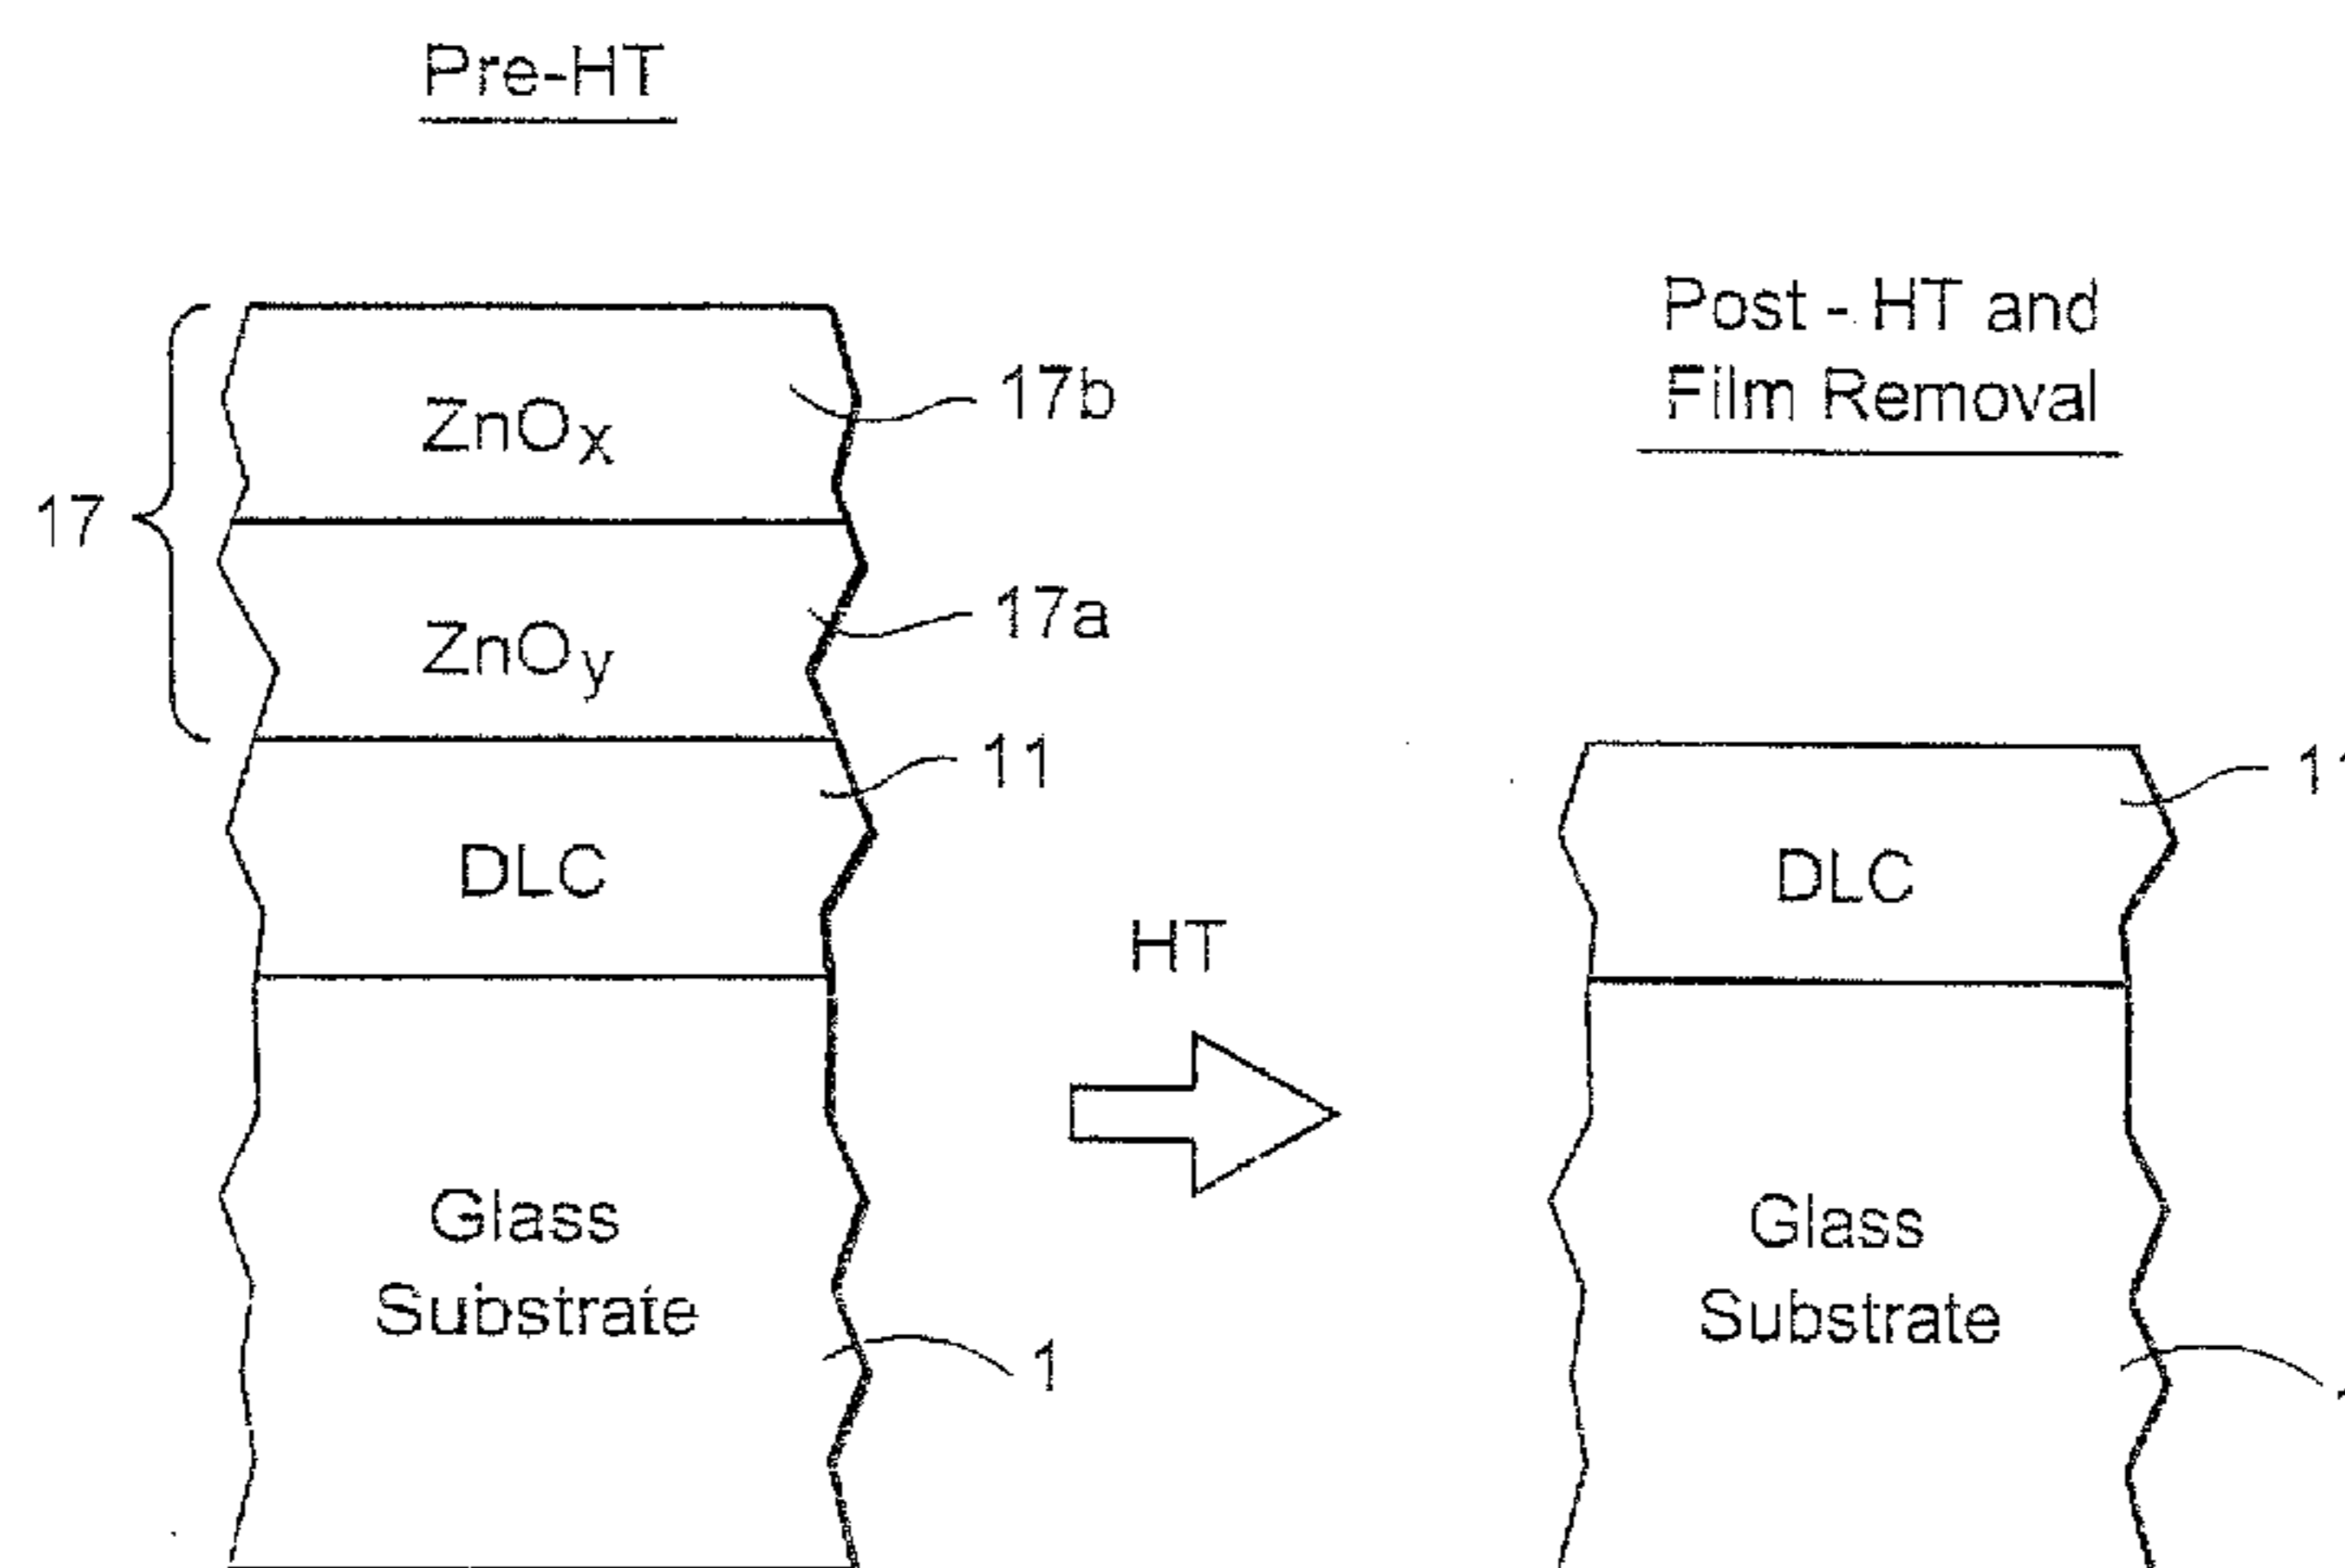 Pre-HT
ZnOx
17b
17
ZnOy
17a
11
DLC
Glass
Substrate
1
HT
Post - HT and
Film Removal
11
DLC
Glass
Substrate